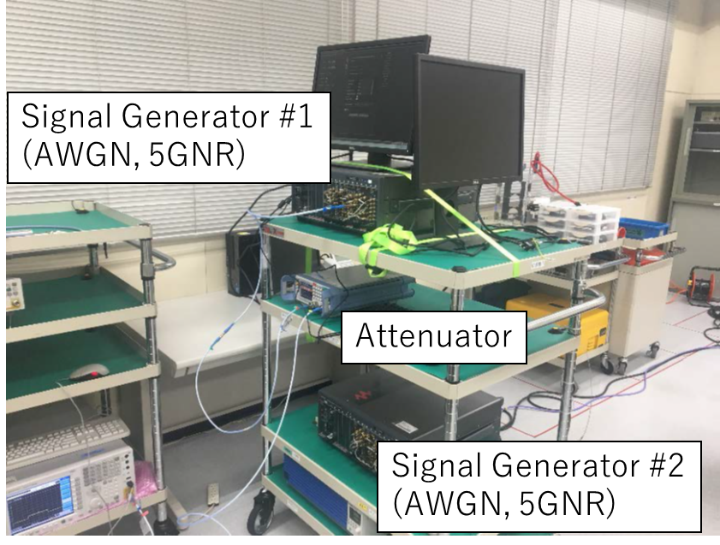 Signal Generator #1
(AWGN, 5GNR)
Attenuator
Signal Generator #2
(AWGN, 5GNR)